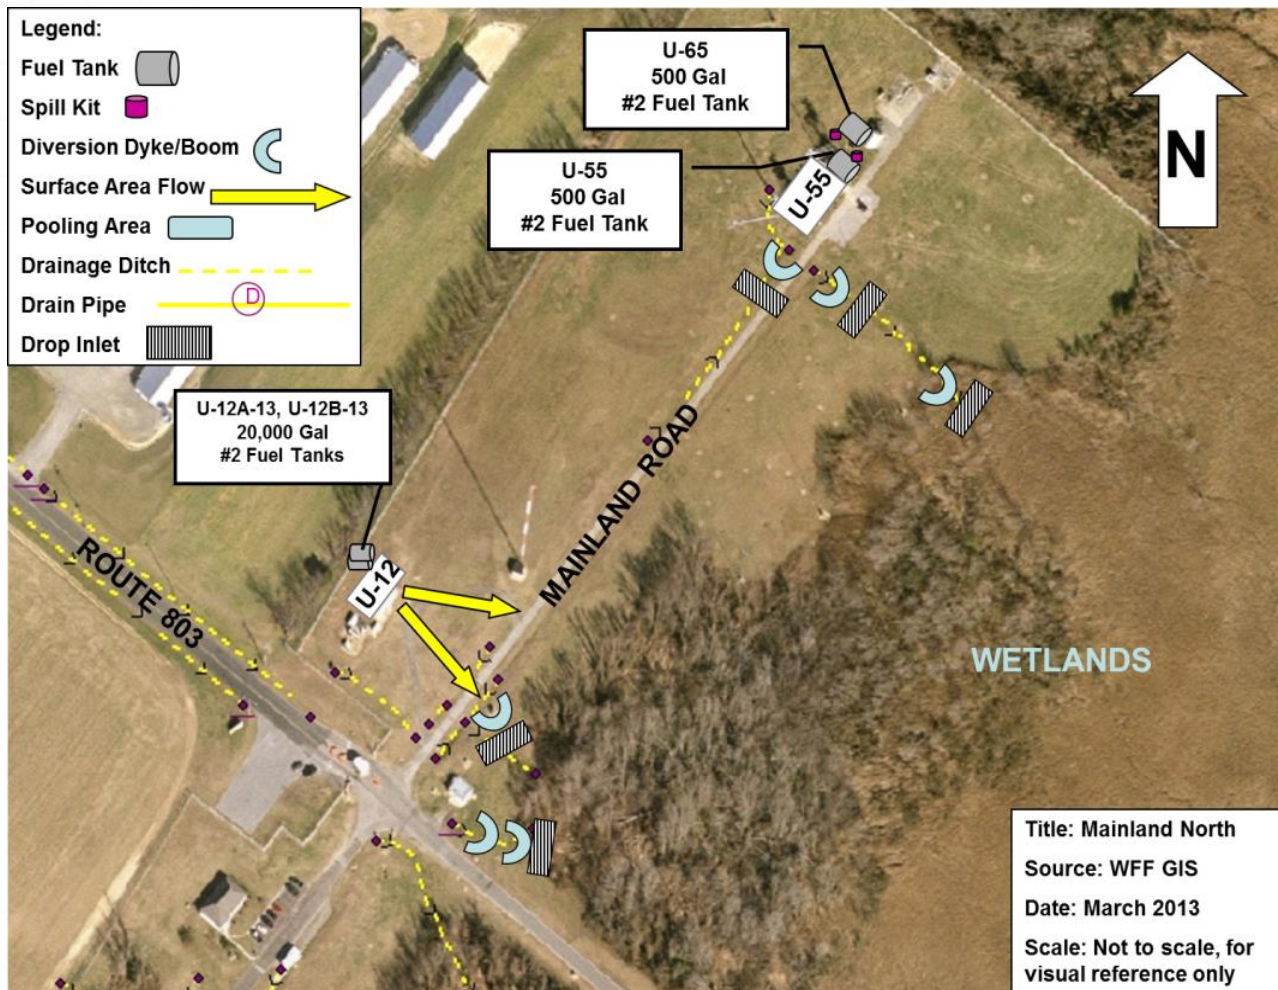 Legend:
Fuel Tank
Spill Kit
Diversion Dyke/Boom
Surface Area Flow
Pooling Area
Drainage Ditch
Drain Pipe
D
Drop Inlet
U-65
500 Gal
#2 Fuel Tank
U-55
500 Gal
#2 Fuel Tank
N
U-55
U-12A-13, U-12B-13
20,000 Gal
#2 Fuel Tanks
MAINLAND ROAD
ROUTE 803
U-12
WETLANDS
Title: Mainland North
Source: WFF GIS
Date: March 2013
Scale: Not to scale, for
visual reference only